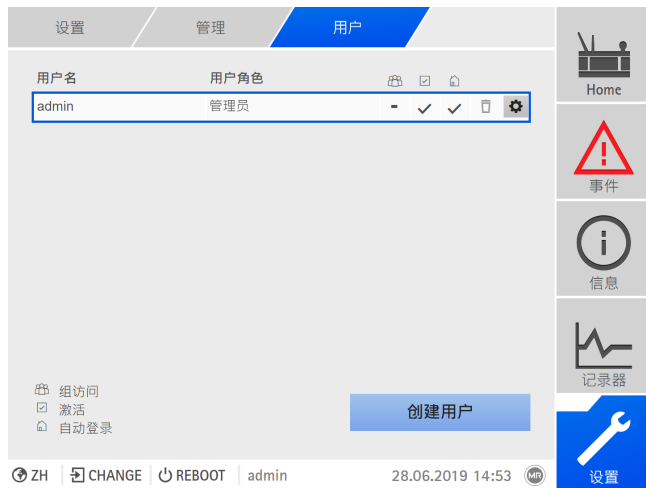 设置 管理 用户
用户名 用户角色
admin 管理员
Home
事件
信息
记录器
组访问
激活
自动登录
创建用户
设置
ZH CHANGE REBOOT admin 28.06.2019 14:53 MR